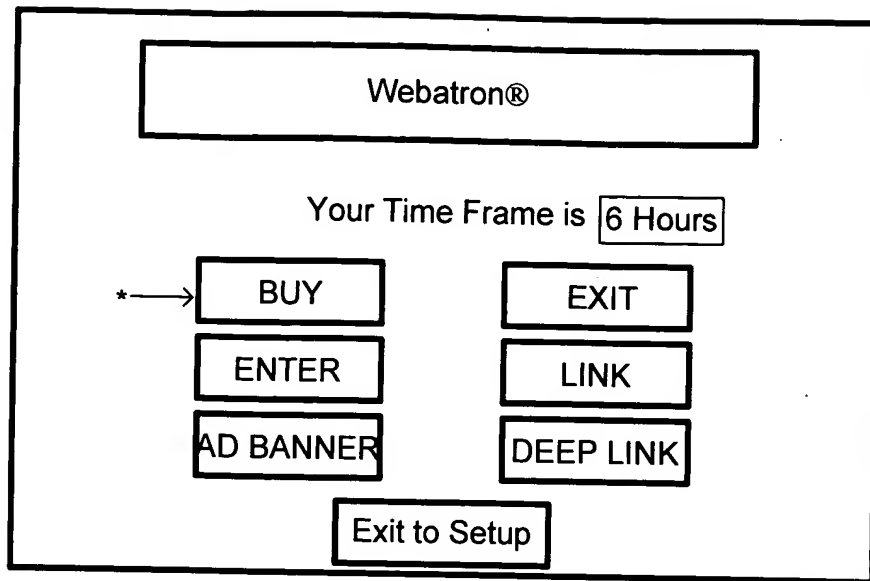 Webatron®
Your Time Frame is 6 Hours
* BUY EXIT
ENTER LINK
AD BANNER DEEP LINK
Exit to Setup